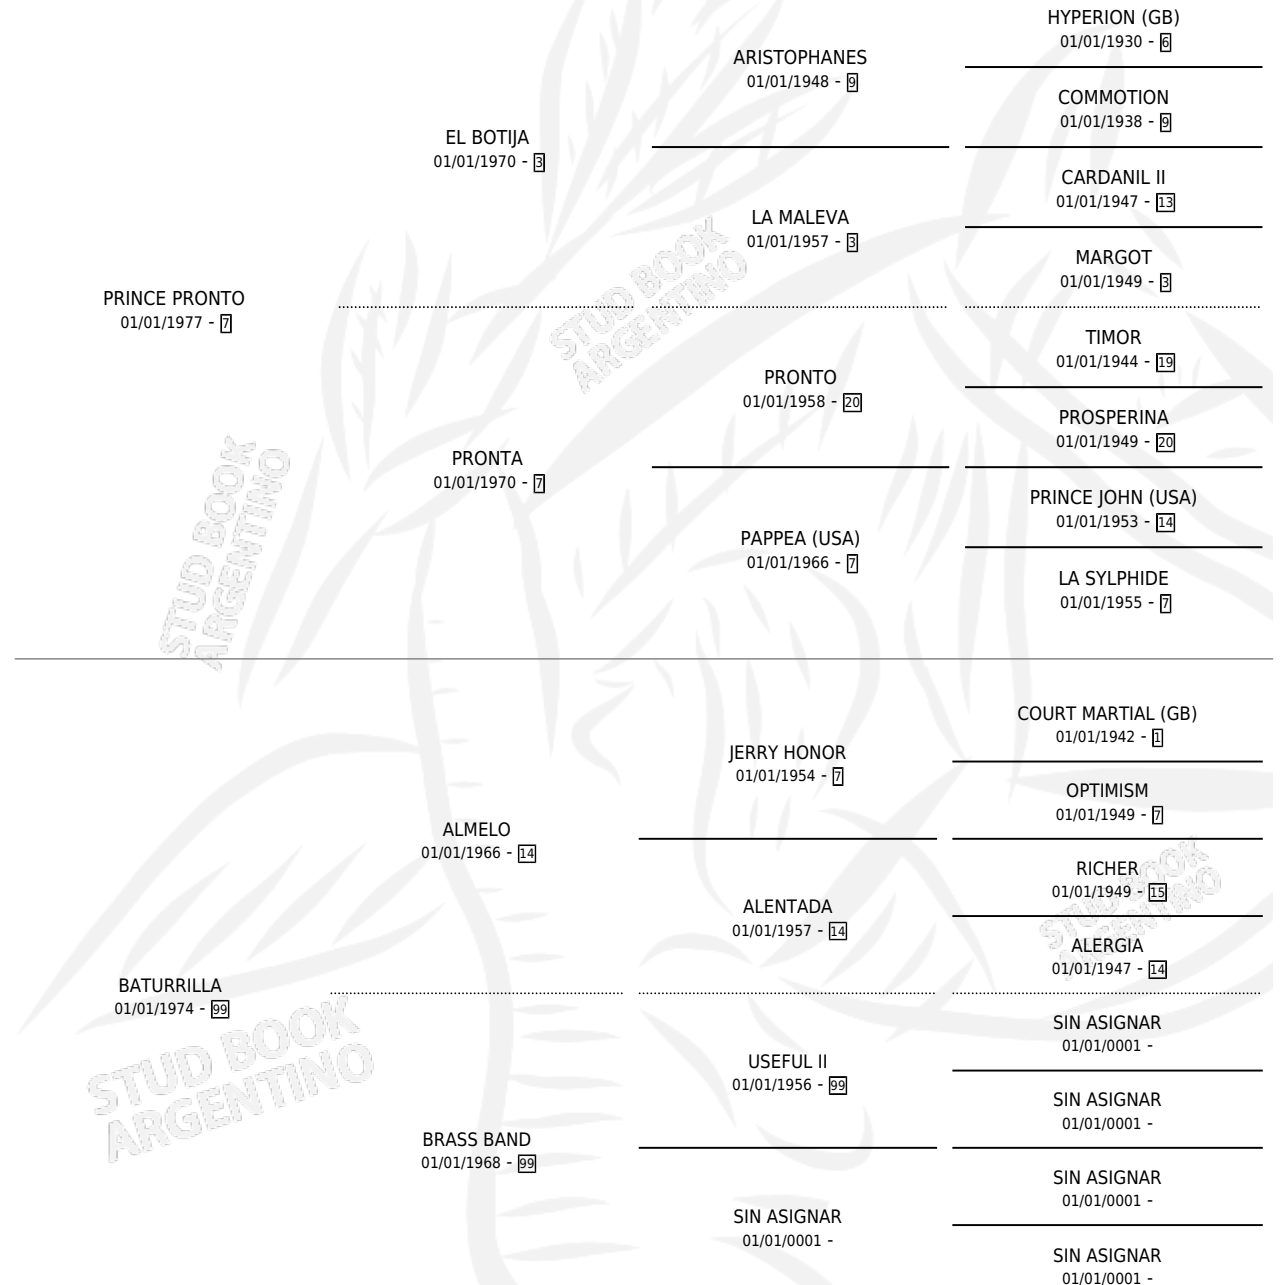 HYPERION (GB)
01/01/1930 - 6
ARISTOPHANES
01/01/1948 - 9
COMMOTION
01/01/1938 - 9
EL BOTIJA
01/01/1970 - 3
CARDANIL II
01/01/1947 - 13
LA MALEVA
01/01/1957 - 3
MARGOT
01/01/1949 - 3
PRINCE PRONTO
01/01/1977 - 7
TIMOR
01/01/1944 - 19
PRONTO
01/01/1958 - 20
PROSPERINA
01/01/1949 - 20
PRONTA
01/01/1970 - 7
PRINCE JOHN (USA)
01/01/1953 - 14
PAPPEA (USA)
01/01/1966 - 7
LA SYLPHIDE
01/01/1955 - 7
STUD BOOK
ARGENTINO
STUD BOOK
ARGENTINO
COURT MARTIAL (GB)
01/01/1942 - 1
JERRY HONOR
01/01/1954 - 7
OPTIMISM
01/01/1949 - 7
ALMELO
01/01/1966 - 14
RICHER
01/01/1949 - 15
ALENTADA
01/01/1957 - 14
ALERGIA
01/01/1947 - 14
BATURRILLA
01/01/1974 - 99
SIN ASIGNAR
01/01/0001 -
USEFUL II
01/01/1956 - 99
SIN ASIGNAR
01/01/0001 -
BRASS BAND
01/01/1968 - 99
SIN ASIGNAR
01/01/0001 -
SIN ASIGNAR
01/01/0001 -
SIN ASIGNAR
01/01/0001 -
STUD BOOK
ARGENTINO
STUD BOOK
ARGENTINO